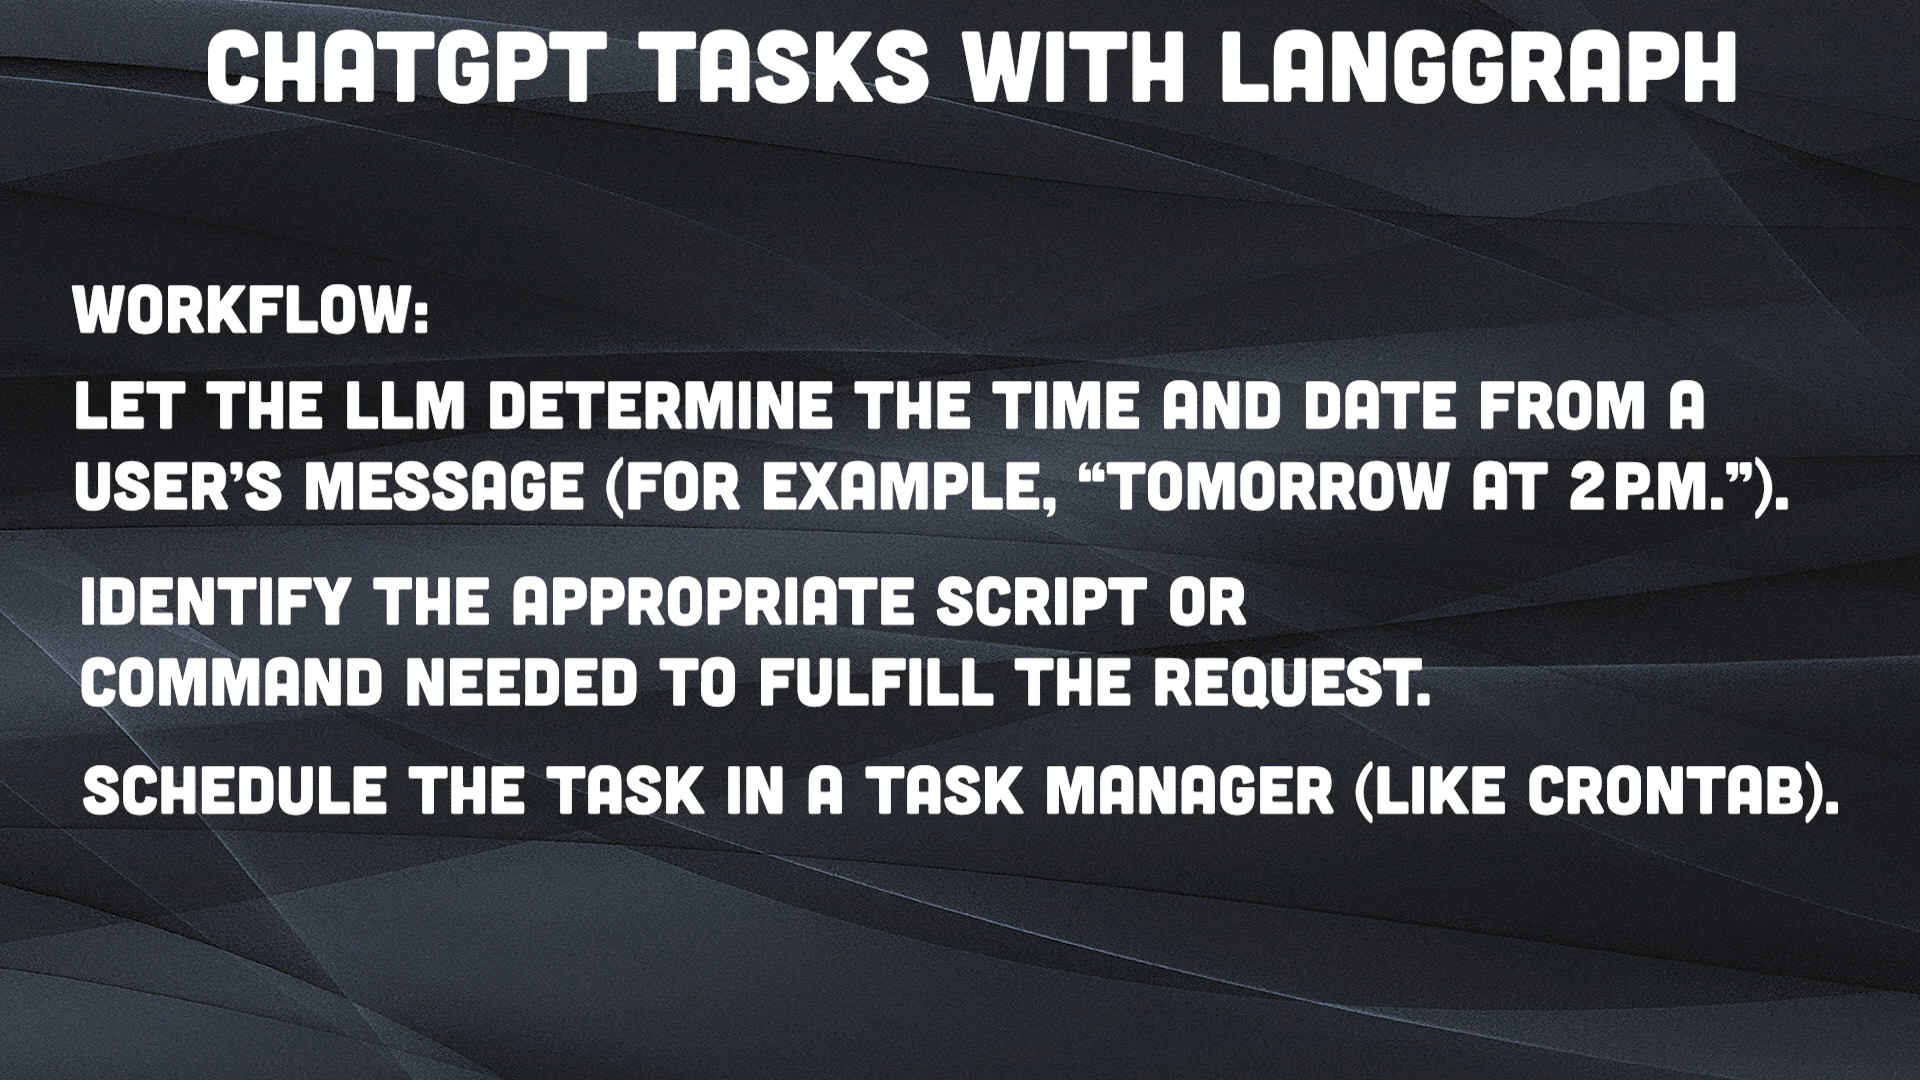 CHATGPT TASKS WITH LANGGRAPH
WORKFLOW:
LET THE LLM DETERMINE THE TIME AND DATE FROM A
USER’S MESSAGE (FOR EXAMPLE, “TOMORROW AT 2 P.M.”).
IDENTIFY THE APPROPRIATE SCRIPT OR
COMMAND NEEDED TO FULFILL THE REQUEST.
SCHEDULE THE TASK IN A TASK MANAGER (LIKE CRONTAB).